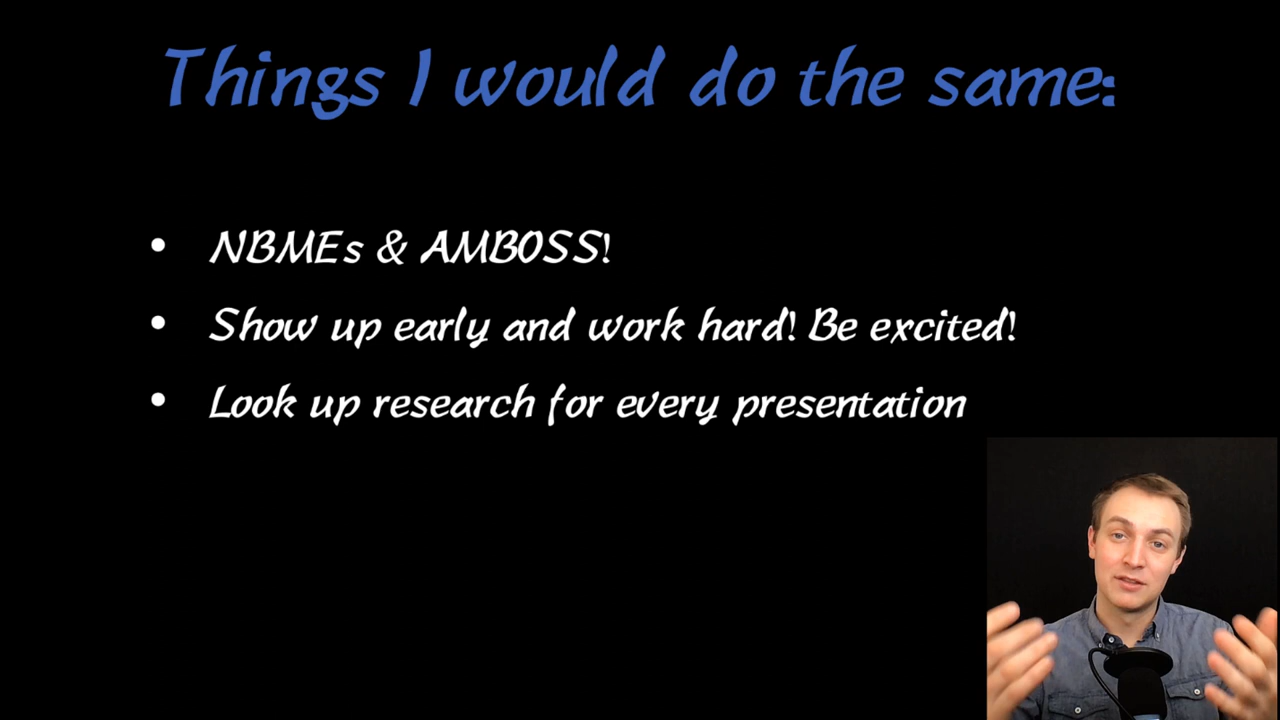 Things I would do the same:
• NBMEs & AMBOSS!
• Show up early and work hard! Be excited!
• Look up research for every presentation